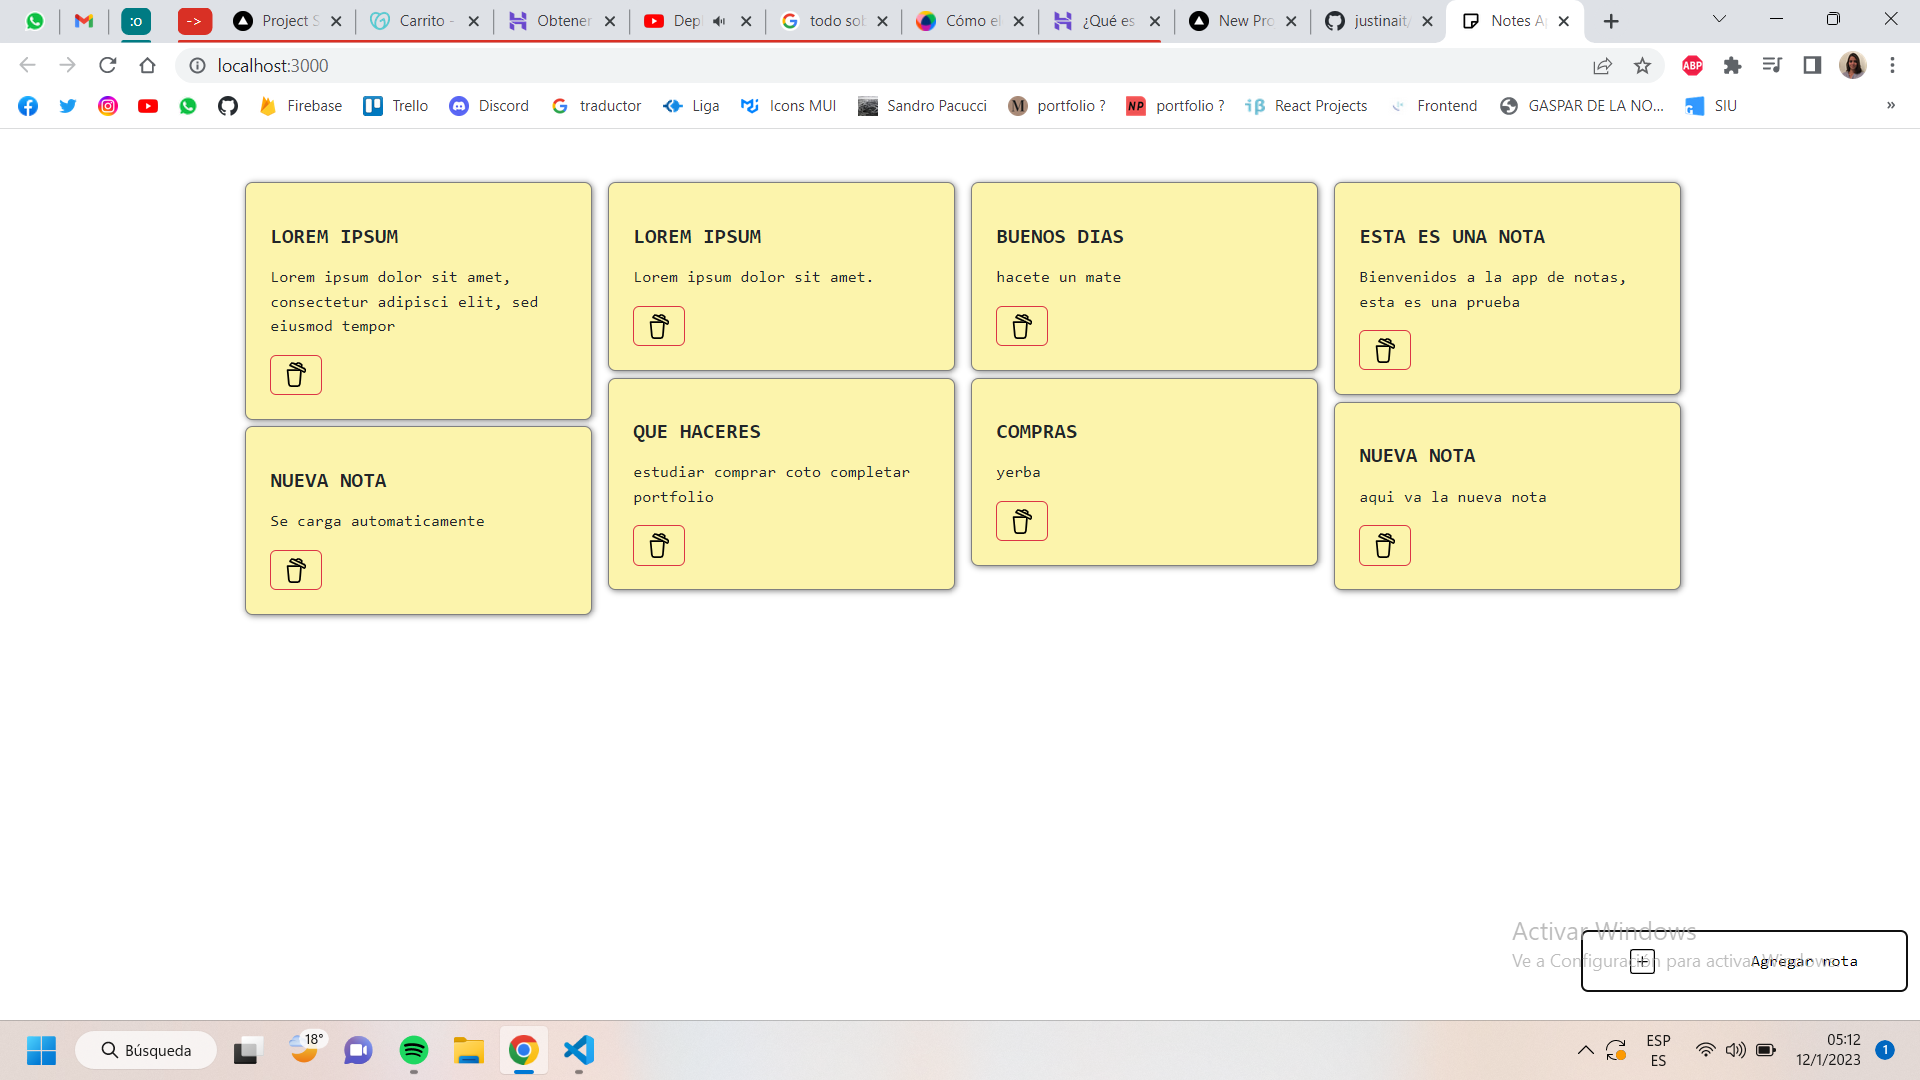 :o
->
Project S
Carrito -
Obtener
Dep
todo sob
Cómo el
¿Qué es
New Pro
justinait/
Notes A
localhost:3000
ABP
Firebase
Trello
Discord
traductor
Liga
Icons MUI
Sandro Pacucci
portfolio ?
portfolio ?
React Projects
Frontend
GASPAR DE LA NO...
SIU
»
LOREM IPSUM
Lorem ipsum dolor sit amet,
consectetur adipisci elit, sed
eiusmod tempor
NUEVA NOTA
Se carga automaticamente
LOREM IPSUM
Lorem ipsum dolor sit amet.
QUE HACERES
estudiar comprar coto completar
portfolio
BUENOS DIAS
hacete un mate
COMPRAS
yerba
ESTA ES UNA NOTA
Bienvenidos a la app de notas,
esta es una prueba
NUEVA NOTA
aqui va la nueva nota
Activar Windows
Ve a Configuración para activar Windows.
Agregar nota
Búsqueda
18°
ESP
ES
05:12
12/1/2023
1